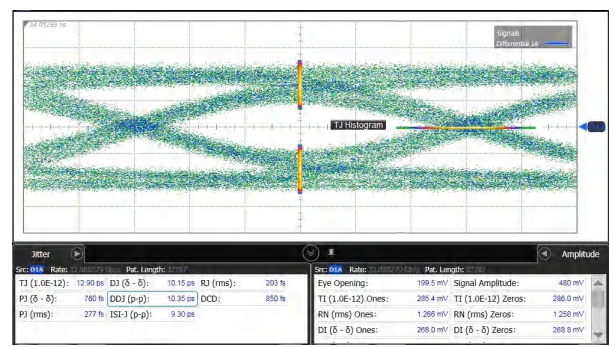 Signals
Differential 1A
TJ Histogram
Jitter
Amplitude
Src: D1A Rate: Pat. Length: 32767
Src: D1A Rate: Pat. Length:
TJ (1.0E-12): 12.90 ps DJ (δ - δ): 10.15 ps RJ (rms): 203 fs
PJ (δ - δ): 760 fs DDJ (p-p): 10.35 ps DCD: 850 fs
PJ (rms): 277 fs ISI-J (p-p): 9.30 ps
Eye Opening: 199.5 mV Signal Amplitude: 480 mV
TI (1.0E-12) Ones: 285.4 mV TI (1.0E-12) Zeros: 286.0 mV
RN (rms) Ones: 1.266 mV RN (rms) Zeros: 1.258 mV
DI (δ - δ) Ones: 268.0 mV DI (δ - δ) Zeros: 268.8 mV